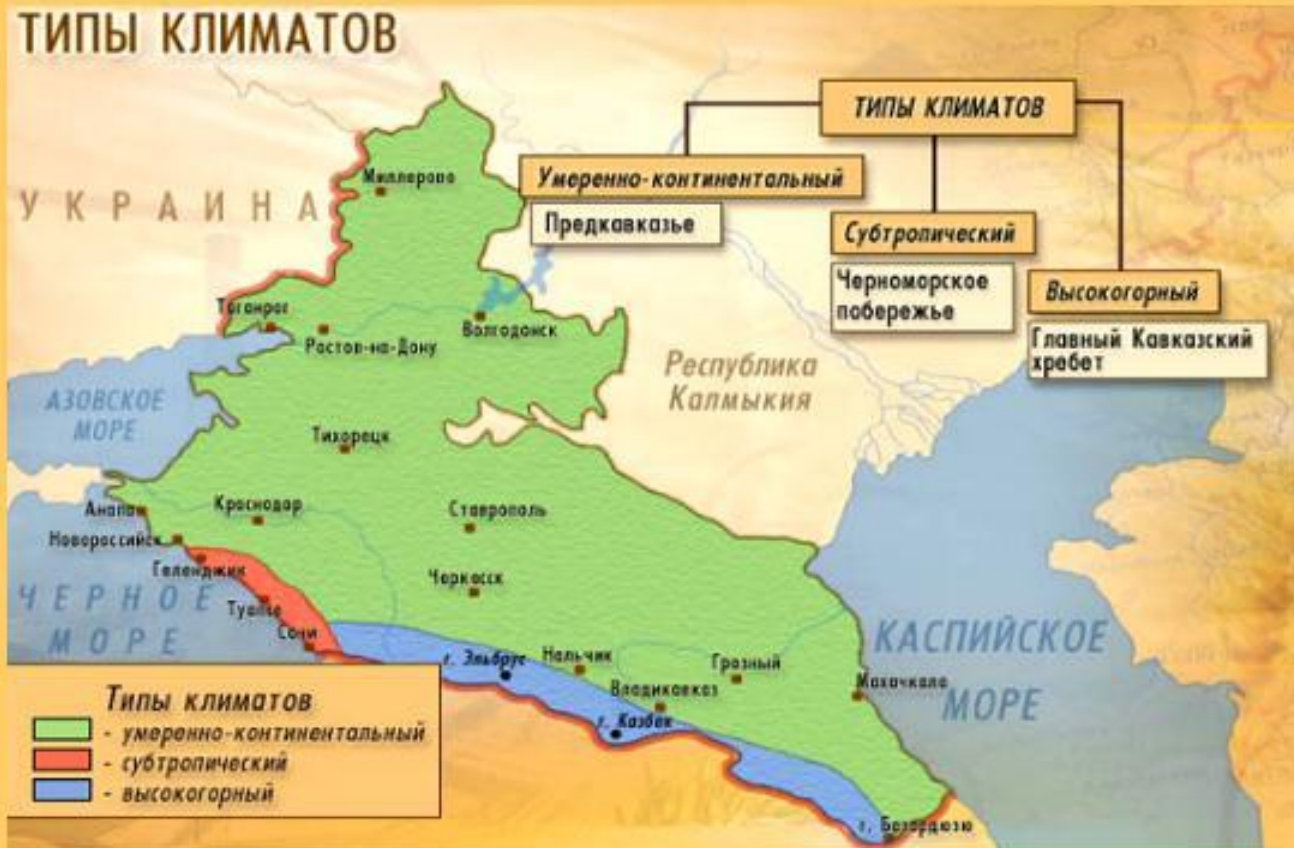 ТИПЫ КЛИМАТОВ
ТИПЫ КЛИМАТОВ
Умеренно-континентальный
Предкавказье
Субтропический
Черноморское
побережье
Высокогорный
Главный Кавказский
хребет
УКРАИНА
Миллерово
Таганрог
Ростов-на-Дону
Волгодонск
Республика
Калмыкия
АЗОВСКОЕ
МОРЕ
Тихорецк
Анапа
Краснодар
Ставрополь
Новороссийск
Геленджик
Черкесск
ЧЕРНОЕ
МОРЕ
Туапсе
Сочи
г. Эльбрус
Нальчик
Грозный
Владикавказ
г. Казбек
Махачкала
КАСПИЙСКОЕ
МОРЕ
г. Базардюзю
Типы климатов
- умеренно-континентальный
- субтропический
- высокогорный